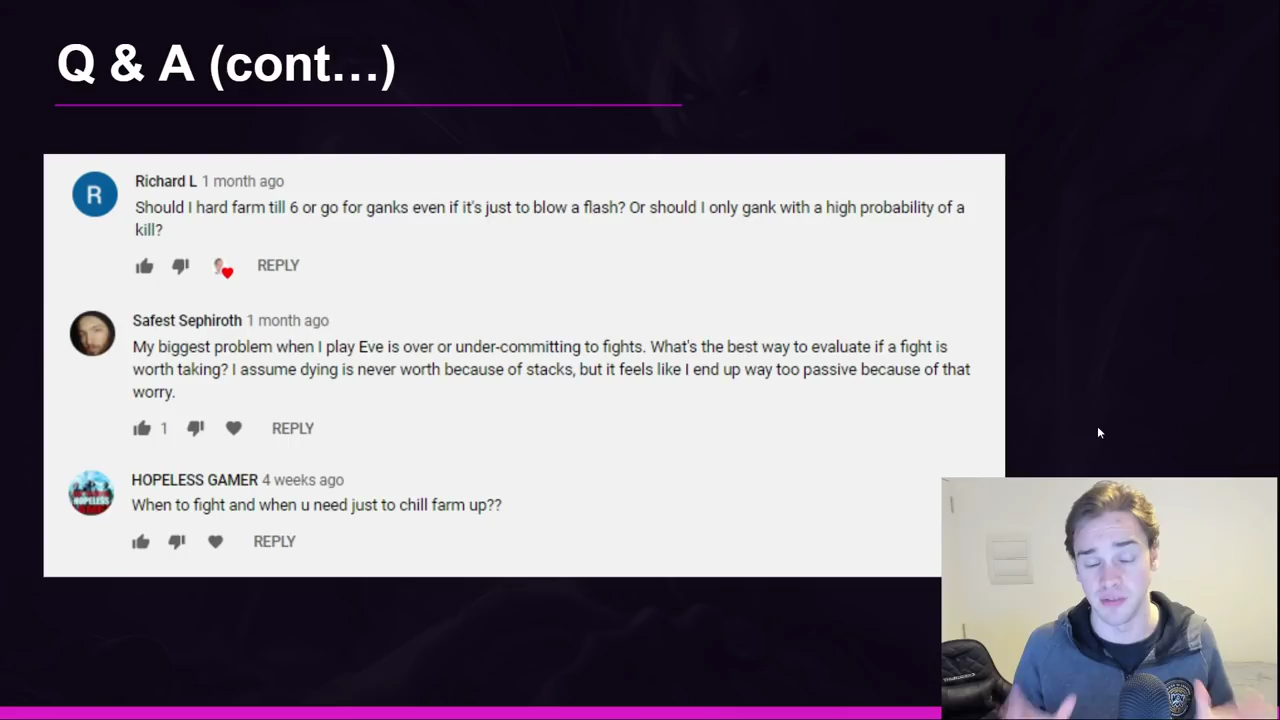 Q & A (cont…)
Richard L 1 month ago
Should I hard farm till 6 or go for ganks even if it's just to blow a flash? Or should I only gank with a high probability of a
kill?
REPLY
Safest Sephiroth 1 month ago
My biggest problem when I play Eve is over or under-committing to fights. What's the best way to evaluate if a fight is
worth taking? I assume dying is never worth because of stacks, but it feels like I end up way too passive because of that
worry.
1 REPLY
HOPELESS GAMER 4 weeks ago
When to fight and when u need just to chill farm up??
REPLY